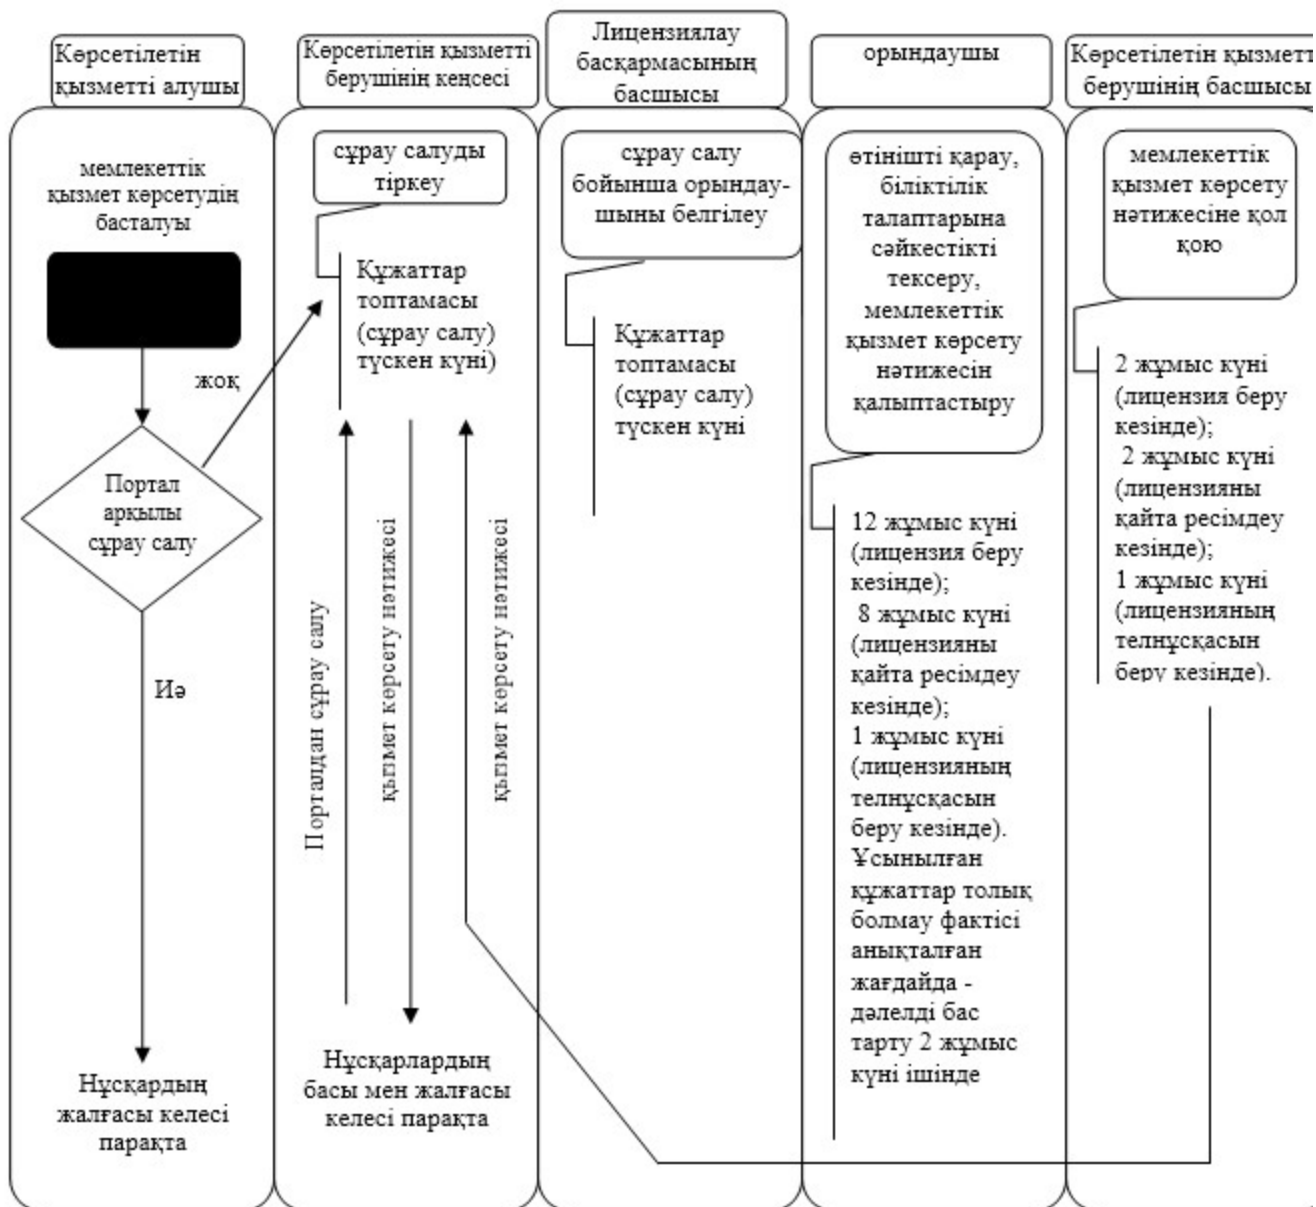 Көрсетілетін
қызметті алушы
мемлекеттік
қызмет көрсетудің
басталуы
жоқ
Портал
арқылы
сұрау салу
Иә
Нұсқардың
жалғасы келесі
парақта
Көрсетілетін қызметті
берушінің кеңсесі
сұрау салуды
тіркеу
Құжаттар
топтамасы
(сұрау салу)
түскен күні)
Порталдан сұрау салу
қызмет көрсету нәтижесі
қызмет көрсету нәтижесі
Нұсқарлардың
басы мен жалғасы
келесі парақта
Лицензиялау
басқармасының
басшысы
сұрау салу
бойынша орындау-
шыны белгілеу
Құжаттар
топтамасы
(сұрау салу)
түскен күні
орындаушы
өтінішті қарау,
біліктілік
талаптарына
сәйкестікті
тексеру,
мемлекеттік
қызмет көрсету
нәтижесін
қалыптастыру
12 жұмыс күні
(лицензия беру
кезінде);
8 жұмыс күні
(лицензияны
қайта ресімдеу
кезінде);
1 жұмыс күні
(лицензияның
телнұсқасын
беру кезінде).
Ұсынылған
құжаттар толық
болмау фактісі
анықталған
жағдайда -
дәлелді бас
тарту 2 жұмыс
күні ішінде
Көрсетілетін қызметт
берушінің басшысы
мемлекеттік
қызмет көрсету
нәтижесіне қол
қою
2 жұмыс күні
(лицензия беру
кезінде);
2 жұмыс күні
(лицензияны
қайта ресімдеу
кезінде);
1 жұмыс күні
(лицензияның
телнұсқасын
беру кезінде).